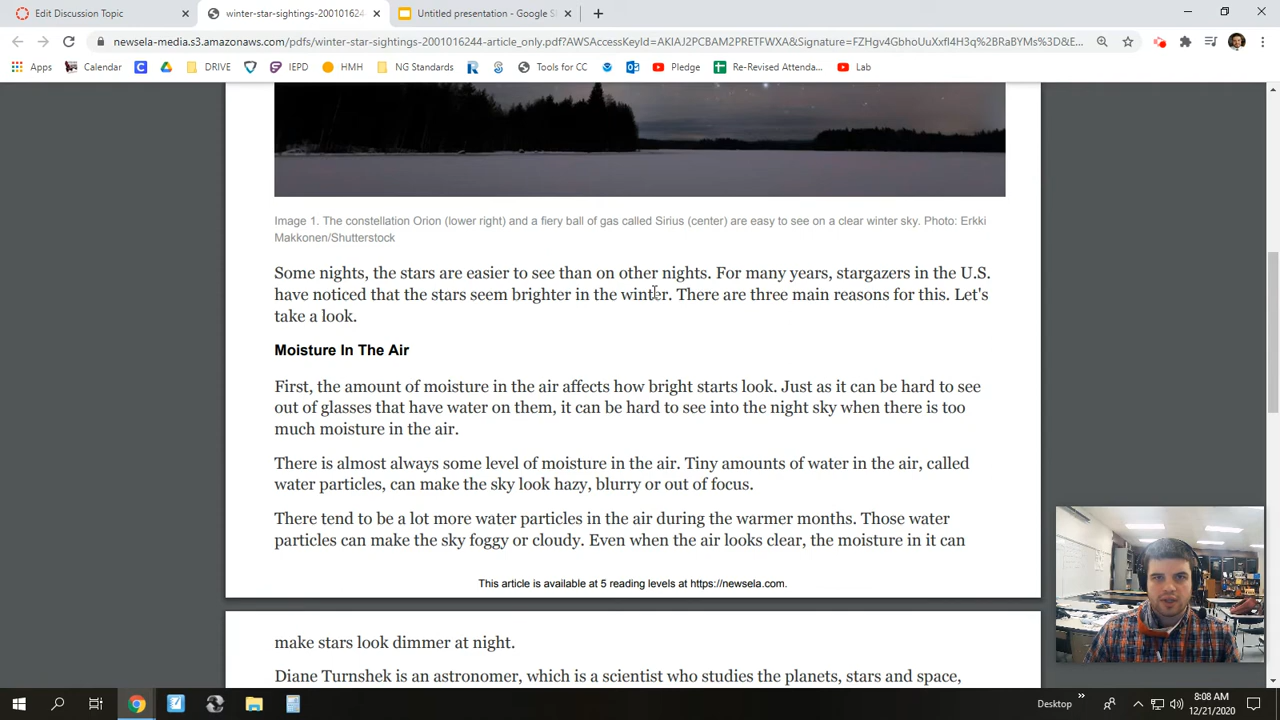 Edit Discussion Topic
winter-star-sightings-2001016244
Untitled presentation - Google S
newsela-media.s3.amazonaws.com/pdfs/winter-star-sightings-2001016244-article_only.pdf?AWSAccessKeyId=AKIAJ2PCBAM2PRETFWXA&Signature=FZHgv4GbhoUuXxfI4H3q%2BRaBYMs%3D&E...
Apps
Calendar
DRIVE
IEPD
HMH
NG Standards
Tools for CC
Pledge
Re-Revised Attenda...
Lab
Image 1. The constellation Orion (lower right) and a fiery ball of gas called Sirius (center) are easy to see on a clear winter sky. Photo: Erkki
Makkonen/Shutterstock
Some nights, the stars are easier to see than on other nights. For many years, stargazers in the U.S.
have noticed that the stars seem brighter in the winter. There are three main reasons for this. Let's
take a look.
Moisture In The Air
First, the amount of moisture in the air affects how bright starts look. Just as it can be hard to see
out of glasses that have water on them, it can be hard to see into the night sky when there is too
much moisture in the air.
There is almost always some level of moisture in the air. Tiny amounts of water in the air, called
water particles, can make the sky look hazy, blurry or out of focus.
There tend to be a lot more water particles in the air during the warmer months. Those water
particles can make the sky foggy or cloudy. Even when the air looks clear, the moisture in it can
This article is available at 5 reading levels at https://newsela.com.
make stars look dimmer at night.
Diane Turnshek is an astronomer, which is a scientist who studies the planets, stars and space,
Desktop
8:08 AM
12/21/2020